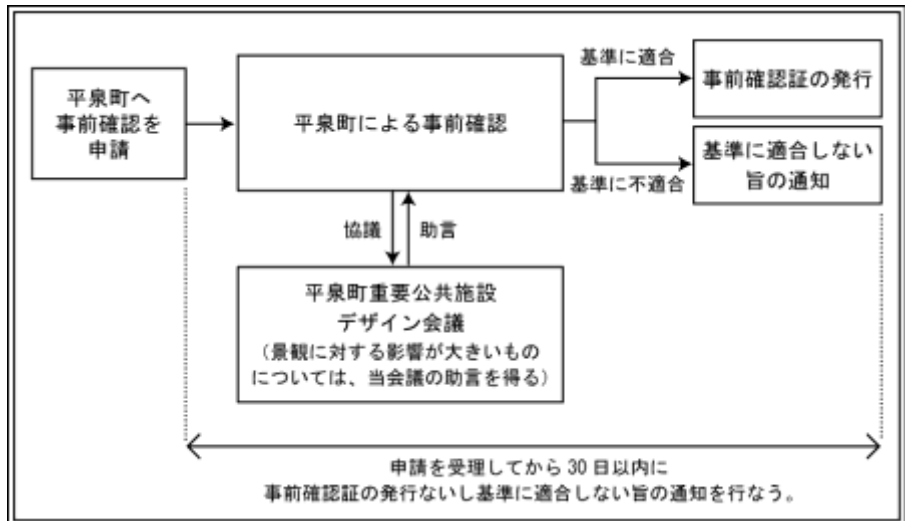 平泉町へ
事前確認を
申請
平泉町による事前確認
基準に適合
事前確認証の発行
基準に不適合
基準に適合しない
旨の通知
協議
助言
平泉町重要公共施設
デザイン会議
(景観に対する影響が大きいもの
については、当会議の助言を得る)
申請を受理してから30日以内に
事前確認証の発行ないし基準に適合しない旨の通知を行なう。